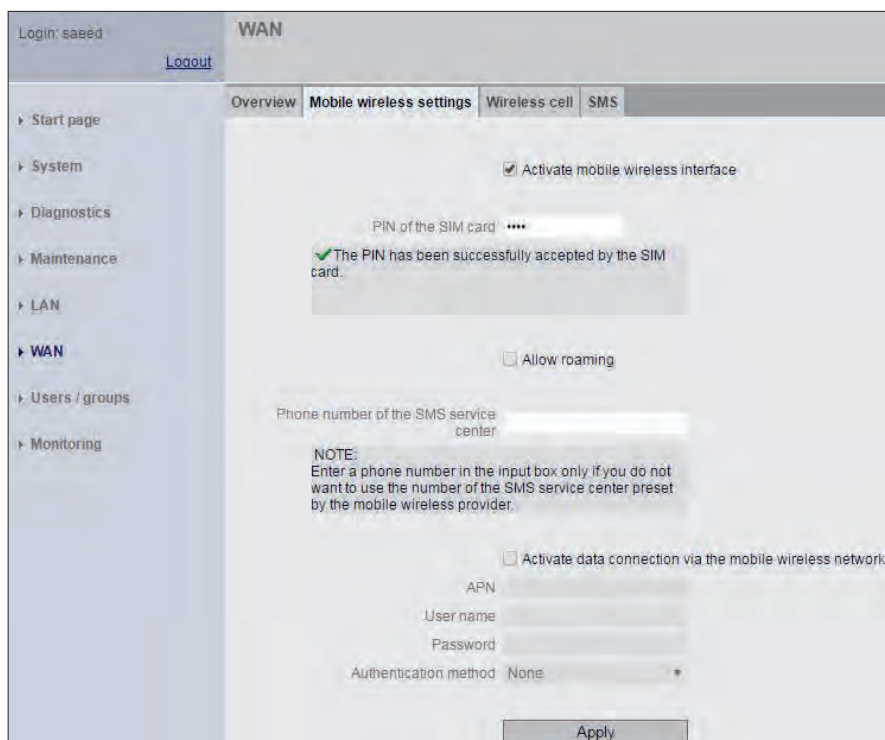 Login: saeed
Logout
WAN
Overview
Mobile wireless settings
Wireless cell
SMS
Start page
System
Diagnostics
Maintenance
LAN
WAN
Users / groups
Monitoring
Activate mobile wireless interface
PIN of the SIM card ••••
The PIN has been successfully accepted by the SIM
card.
Allow roaming
Phone number of the SMS service
center
NOTE:
Enter a phone number in the input box only if you do not
want to use the number of the SMS service center preset
by the mobile wireless provider.
Activate data connection via the mobile wireless network
APN
User name
Password
Authentication method None
Apply